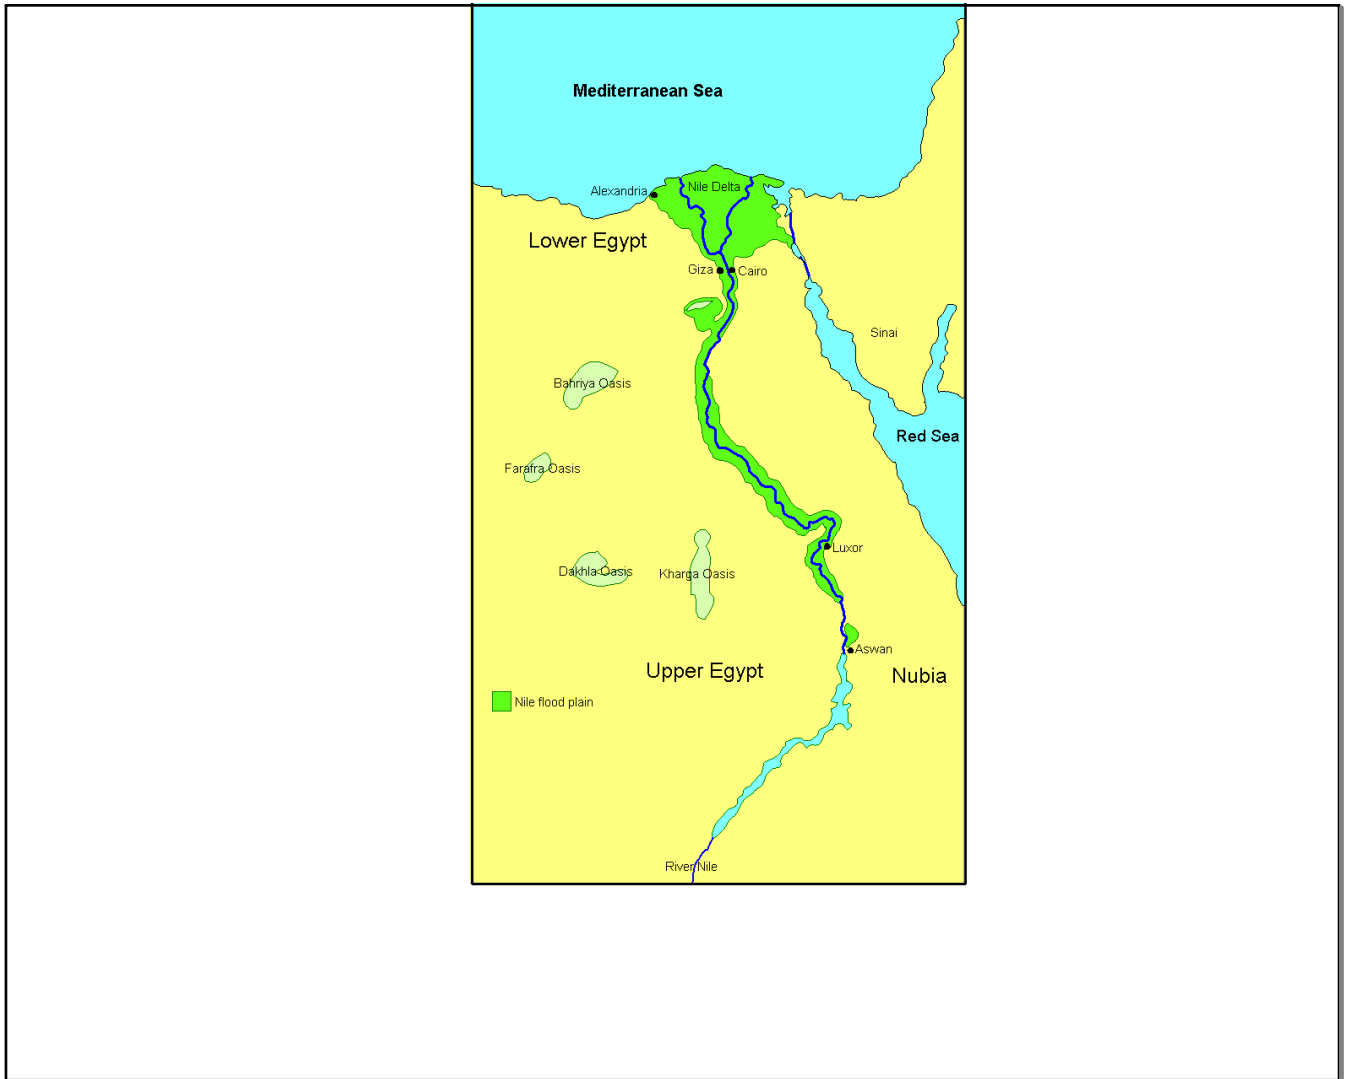 Mediterranean Sea
Nile Delta
Alexandria
Lower Egypt
Giza
Cairo
Sinai
Bahriya Oasis
Red Sea
Farafra Oasis
Luxor
Dakhla Oasis
Kharga Oasis
Aswan
Upper Egypt
Nubia
Nile flood plain
River Nile